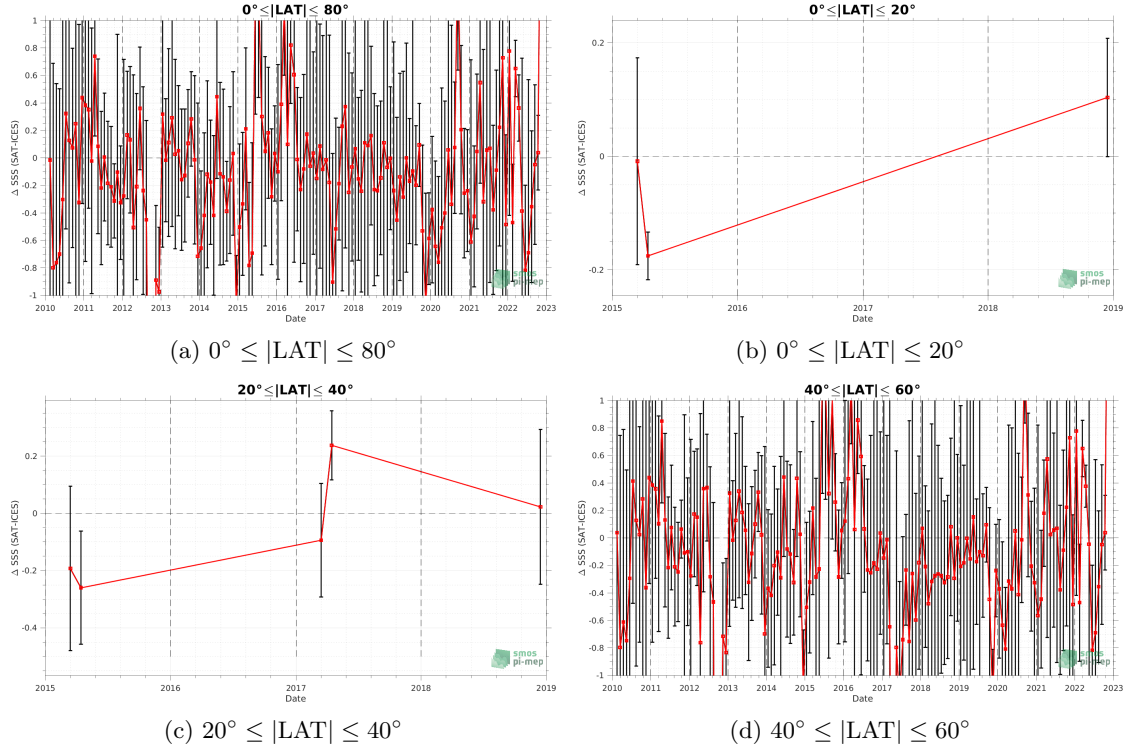 0°≤|LAT|≤ 80°
Δ SSS (SAT-ICES)
1
0.8
0.6
0.4
0.2
0
-0.2
-0.4
-0.6
-0.8
-1
2010 2011 2012 2013 2014 2015 2016 2017 2018 2019 2020 2021 2022 2023
Date
smos
pi-mep
(a) 0° ≤ |LAT| ≤ 80°
0°≤|LAT|≤ 20°
Δ SSS (SAT-ICES)
0.2
0.1
0
-0.1
-0.2
2015 2016 2017 2018 2019
Date
smos
pi-mep
(b) 0° ≤ |LAT| ≤ 20°
20°≤|LAT|≤ 40°
Δ SSS (SAT-ICES)
0.2
0
-0.2
-0.4
2015 2016 2017 2018 2019
Date
smos
pi-mep
(c) 20° ≤ |LAT| ≤ 40°
40°≤|LAT|≤ 60°
Δ SSS (SAT-ICES)
1
0.8
0.6
0.4
0.2
0
-0.2
-0.4
-0.6
-0.8
-1
2010 2011 2012 2013 2014 2015 2016 2017 2018 2019 2020 2021 2022 2023
Date
smos
pi-mep
(d) 40° ≤ |LAT| ≤ 60°